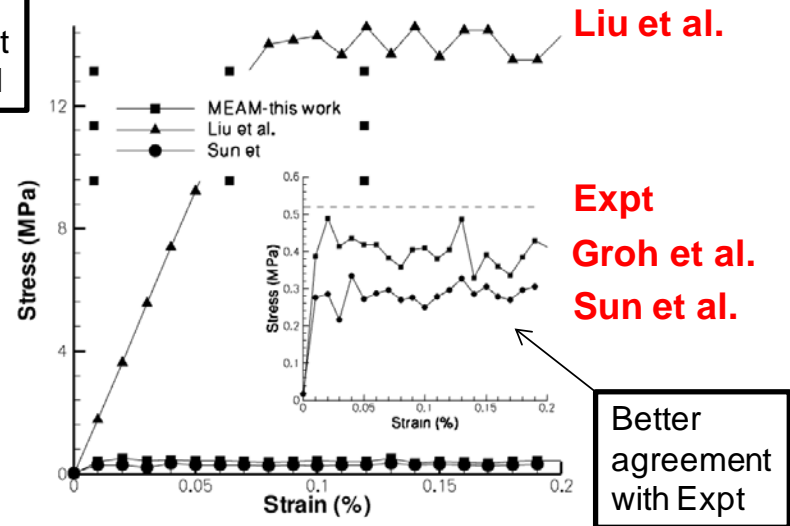 t
Liu et al.
12
MEAM-this work
Liu et al.
Sun et
0.6
0.5
0.4
0.3
0.2
0.1
0
Stress (MPa)
0 0.05 0.1 0.15 0.2
Strain (%)
Expt
Groh et al.
Sun et al.
8
4
0
Stress (MPa)
0 0.05 0.1 0.15 0.2
Strain (%)
Better
agreement
with Expt